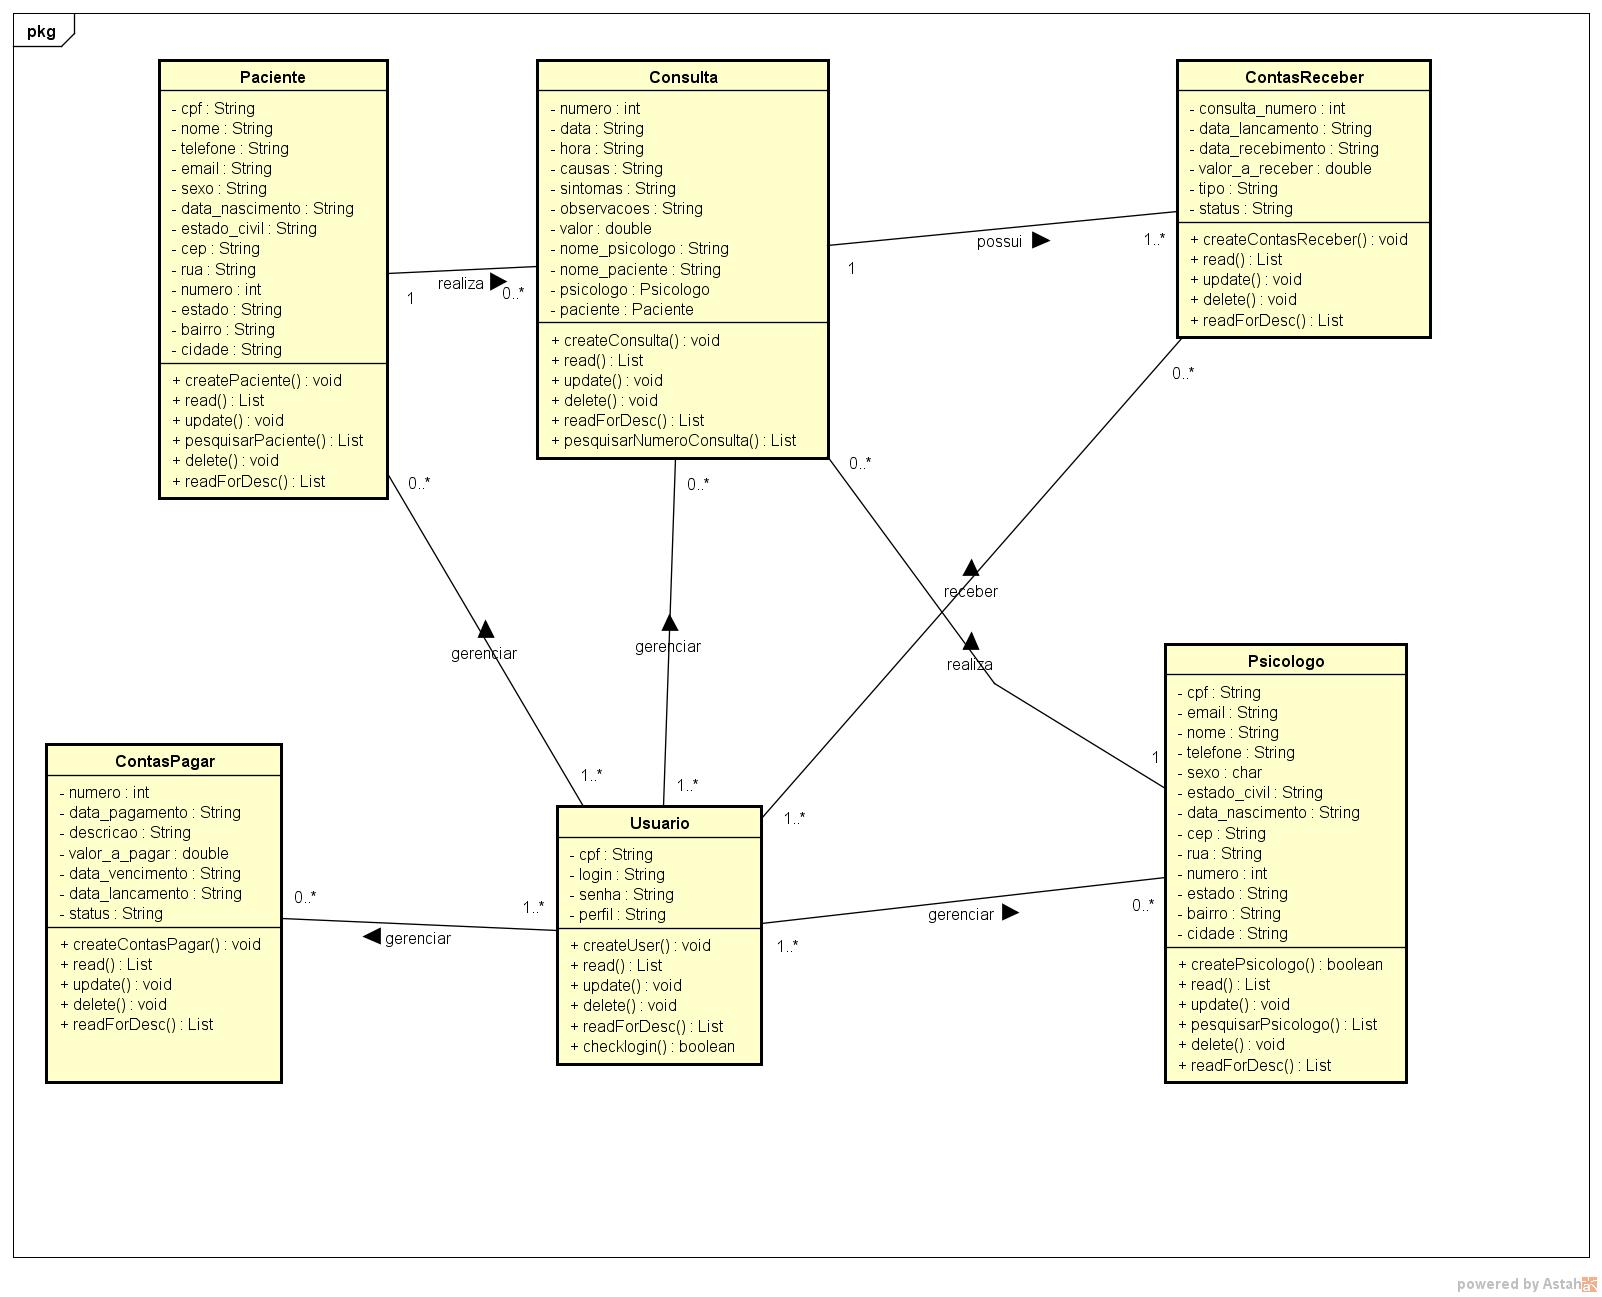 pkg
Paciente
- cpf : String
- nome : String
- telefone : String
- email : String
- sexo : String
- data_nascimento : String
- estado_civil : String
- cep : String
- rua : String
- numero : int
- estado : String
- bairro : String
- cidade : String
+ createPaciente() : void
+ read() : List
+ update() : void
+ pesquisarPaciente() : List
+ delete() : void
+ readForDesc() : List
realiza
1
0..*
Consulta
- numero : int
- data : String
- hora : String
- causas : String
- sintomas : String
- observacoes : String
- valor : double
- nome_psicologo : String
- nome_paciente : String
- psicologo : Psicologo
- paciente : Paciente
+ createConsulta() : void
+ read() : List
+ update() : void
+ delete() : void
+ readForDesc() : List
+ pesquisarNumeroConsulta() : List
possui
1
1..*
ContasReceber
- consulta_numero : int
- data_lancamento : String
- data_recebimento : String
- valor_a_receber : double
- tipo : String
- status : String
+ createContasReceber() : void
+ read() : List
+ update() : void
+ delete() : void
+ readForDesc() : List
0..*
0..*
0..*
0..*
gerenciar
gerenciar
receber
realiza
1..*
1..*
1..*
1
ContasPagar
- numero : int
- data_pagamento : String
- descricao : String
- valor_a_pagar : double
- data_vencimento : String
- data_lancamento : String
- status : String
+ createContasPagar() : void
+ read() : List
+ update() : void
+ delete() : void
+ readForDesc() : List
0..*
1..*
gerenciar
Usuario
- cpf : String
- login : String
- senha : String
- perfil : String
+ createUser() : void
+ read() : List
+ update() : void
+ delete() : void
+ readForDesc() : List
+ checklogin() : boolean
gerenciar
1..*
0..*
Psicologo
- cpf : String
- email : String
- nome : String
- telefone : String
- sexo : char
- estado_civil : String
- data_nascimento : String
- cep : String
- rua : String
- numero : int
- estado : String
- bairro : String
- cidade : String
+ createPsicologo() : boolean
+ read() : List
+ update() : void
+ pesquisarPsicologo() : List
+ delete() : void
+ readForDesc() : List
powered by Astah